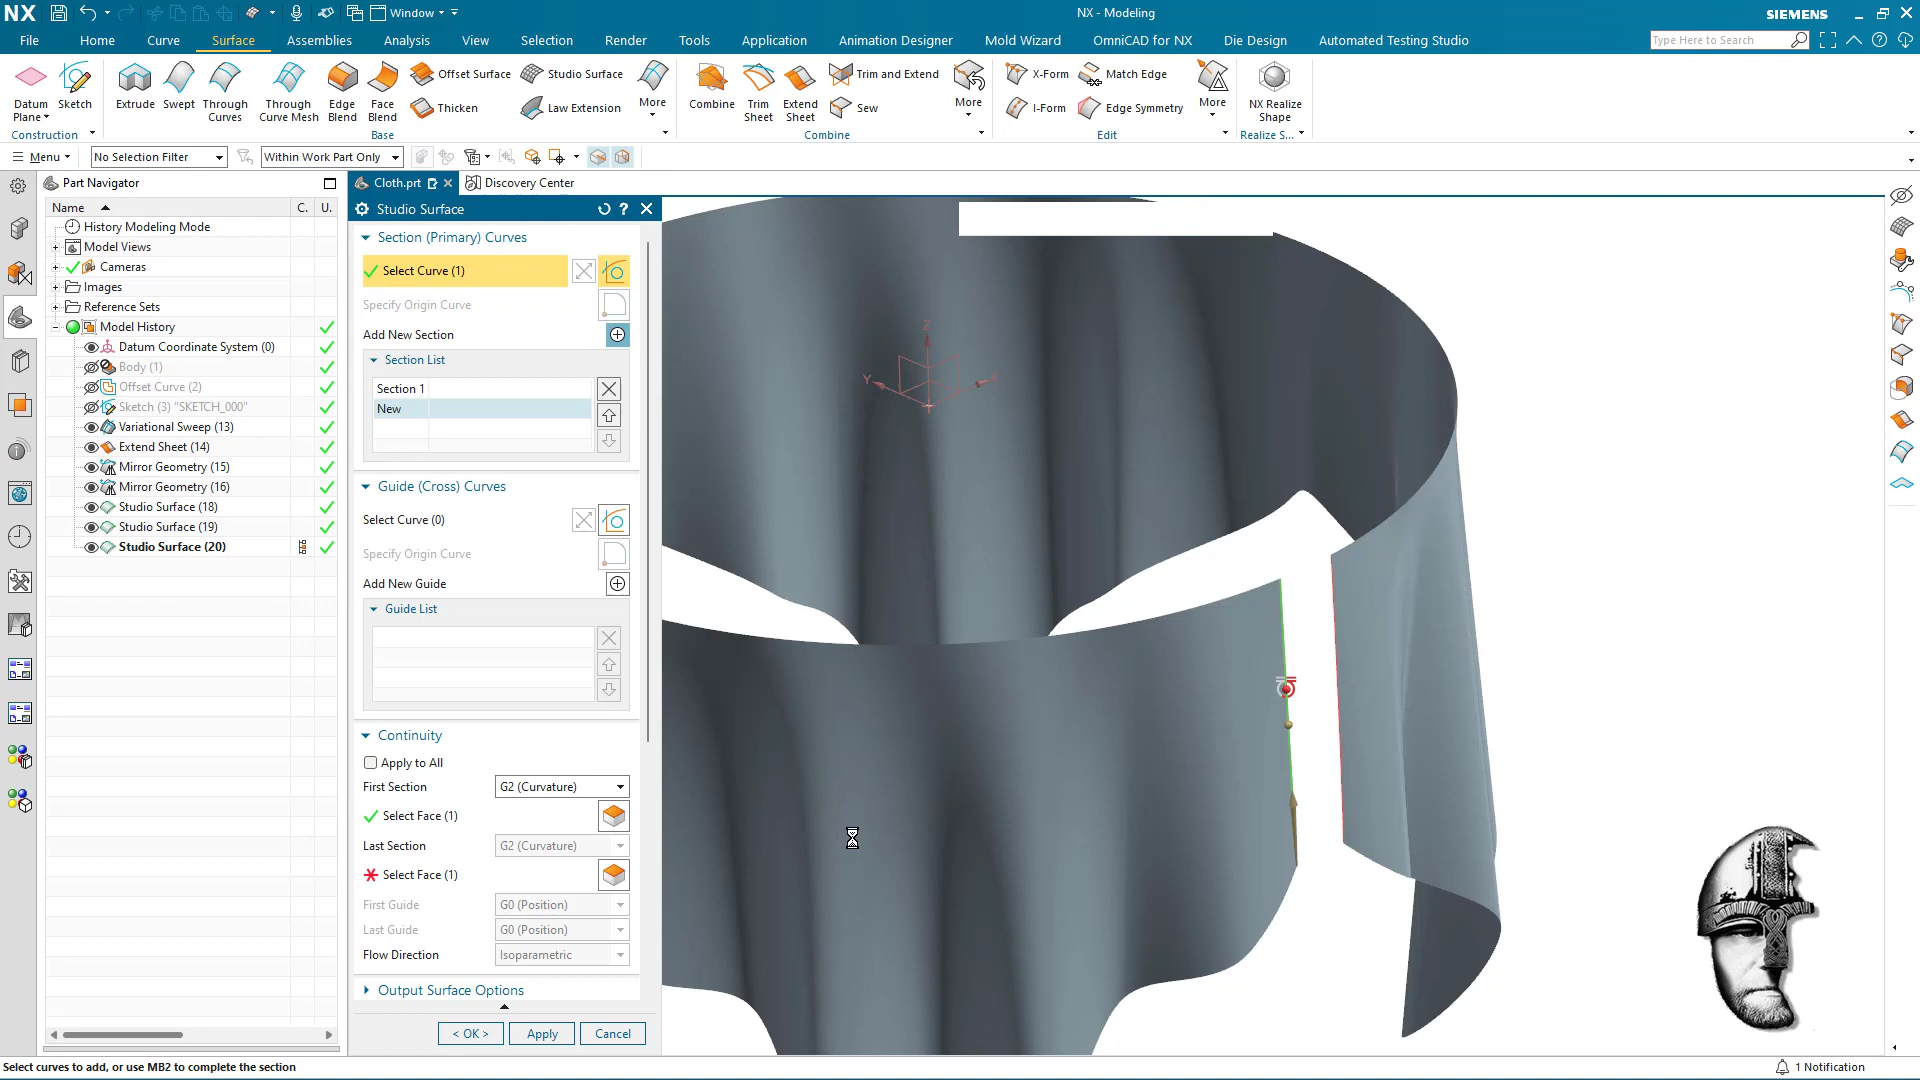 NX
Window
NX - Modeling
SIEMENS
File
Home
Curve
Surface
Assemblies
Analysis
View
Selection
Render
Tools
Application
Animation Designer
Mold Wizard
OmniCAD for NX
Die Design
Automated Testing Studio
Type Here to Search
Datum Plane
Sketch
Construction
Extrude
Swept
Through Curves
Through Curve Mesh
Edge Blend
Face Blend
Offset Surface
Thicken
Studio Surface
Law Extension
More
Base
Combine
Trim Sheet
Extend Sheet
Trim and Extend
Sew
More
Combine
X-Form
I-Form
Match Edge
Edge Symmetry
More
Edit
NX Realize Shape
Realize S...
Menu
No Selection Filter
Within Work Part Only
Part Navigator
Name
C.
U.
History Modeling Mode
Model Views
Cameras
Images
Reference Sets
Model History
Datum Coordinate System (0)
Body (1)
Offset Curve (2)
Sketch (3) "SKETCH_000"
Variational Sweep (13)
Extend Sheet (14)
Mirror Geometry (15)
Mirror Geometry (16)
Studio Surface (18)
Studio Surface (19)
Studio Surface (20)
Cloth.prt
Discovery Center
Studio Surface
Section (Primary) Curves
Select Curve (1)
Specify Origin Curve
Add New Section
Section List
Section 1
New
Guide (Cross) Curves
Select Curve (0)
Specify Origin Curve
Add New Guide
Guide List
Continuity
Apply to All
First Section
G2 (Curvature)
Select Face (1)
Last Section
G2 (Curvature)
Select Face (1)
First Guide
G0 (Position)
Last Guide
G0 (Position)
Flow Direction
Isoparametric
Output Surface Options
< OK >
Apply
Cancel
Z
Y
Select curves to add, or use MB2 to complete the section
1 Notification